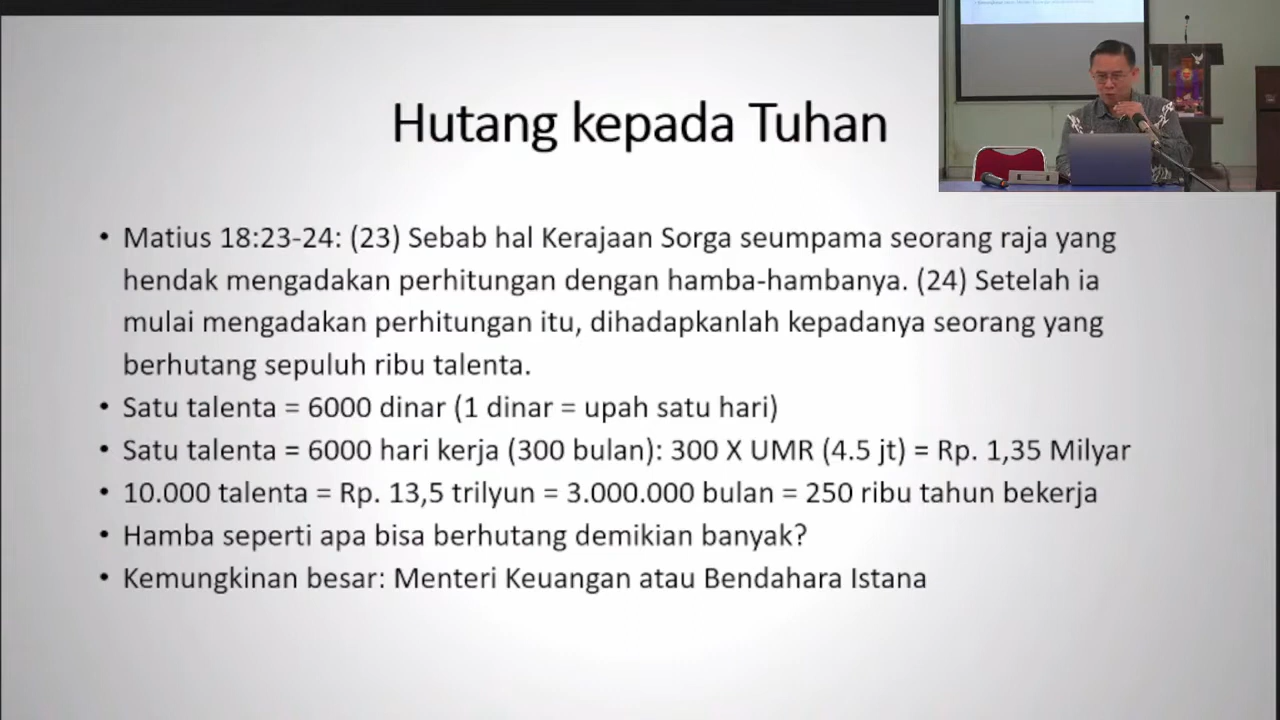 Hutang kepada Tuhan
• Matius 18:23-24: (23) Sebab hal Kerajaan Sorga seumpama seorang raja yang
hendak mengadakan perhitungan dengan hamba-hambanya. (24) Setelah ia
mulai mengadakan perhitungan itu, dihadapkanlah kepadanya seorang yang
berhutang sepuluh ribu talenta.
• Satu talenta = 6000 dinar (1 dinar = upah satu hari)
• Satu talenta = 6000 hari kerja (300 bulan): 300 X UMR (4.5 jt) = Rp. 1,35 Milyar
• 10.000 talenta = Rp. 13,5 trilyun = 3.000.000 bulan = 250 ribu tahun bekerja
• Hamba seperti apa bisa berhutang demikian banyak?
• Kemungkinan besar: Menteri Keuangan atau Bendahara Istana